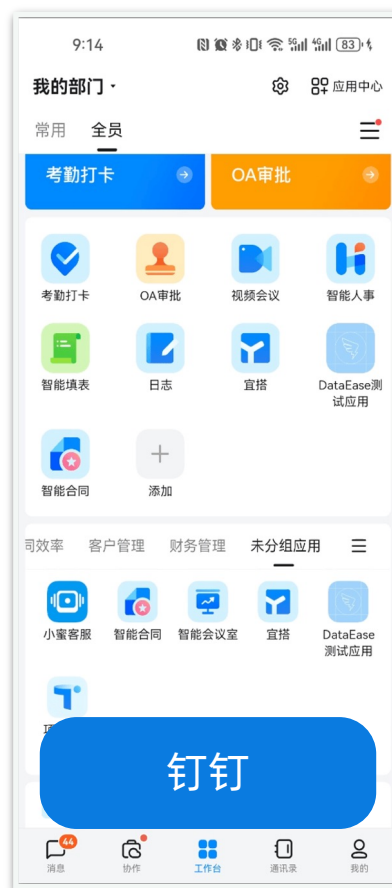 9:14
5G 4G 83
我的部门
应用中心
常用 全员
考勤打卡 OA审批
考勤打卡 OA审批 视频会议 智能人事
智能填表 日志 宜搭 DataEase测
试应用
智能合同 添加
司效率 客户管理 财务管理 未分组应用
小蜜客服 智能合同 智能会议室 宜搭 DataEase
测试应用
钉钉
44
消息 协作 工作台 通讯录 我的